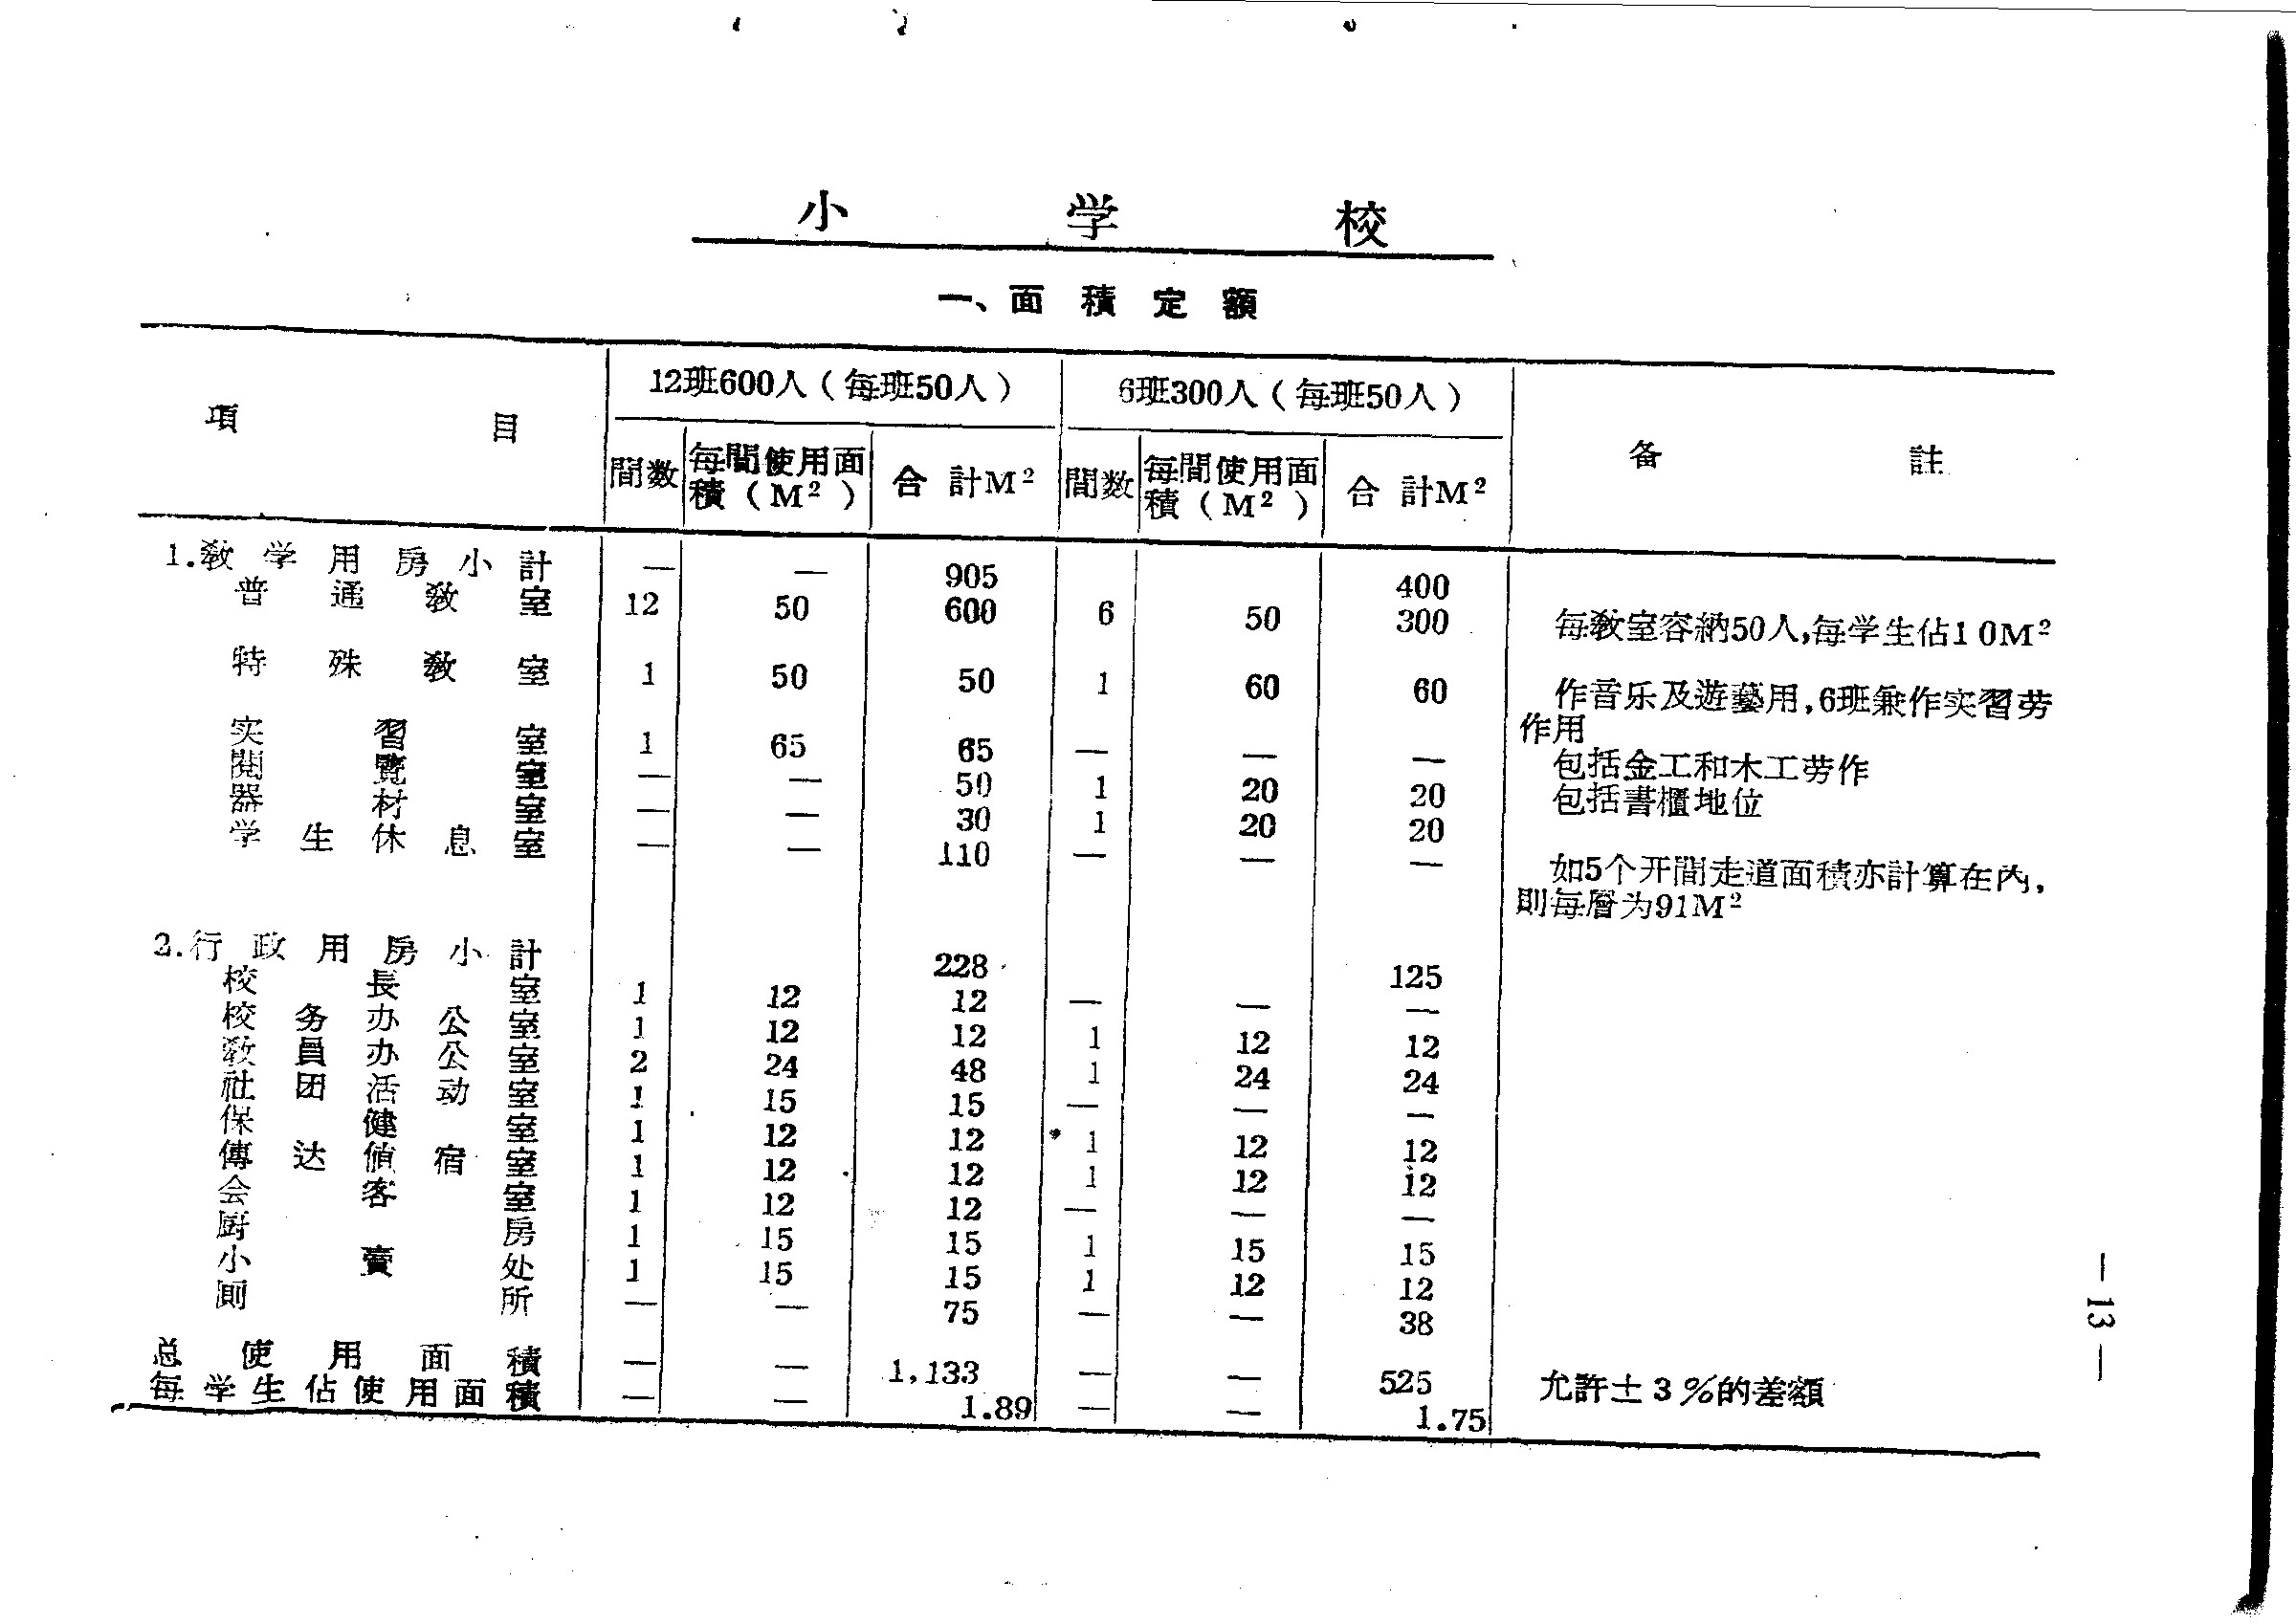 小学校
一、面積定額
項目 12班600人（每班50人） 6班300人（每班50人） 备註
間数 每間使用面積（M²） 合計M² 間数 每間使用面積（M²） 合計M²
1.敎学用房小計 — — 905 400
普通敎室 12 50 600 6 50 300 每敎室容納50人,每学生佔10M²
特殊敎室 1 50 50 1 60 60 作音乐及遊藝用,6班兼作实習劳
作用
实習室 1 65 65 — — — 包括金工和木工劳作
閱覽室 — — 50 1 20 20 包括書櫃地位
器材室 — — 30 1 20 20
学生休息室 — — 110 — — — 如5个开間走道面積亦計算在內,
則每層为91M²
2.行政用房小計 228 125
校長室 1 12 12 — — —
校务办公室 1 12 12 1 12 12
敎員办公室 2 24 48 1 24 24
社团活动室 1 15 15 — — —
保健室 1 12 12 1 12 12
傳达値宿室 1 12 12 1 12 12
会客室 1 12 12 — — —
厨房 1 15 15 1 15 15
小賣处 1 15 15 1 12 12
厠所 — — 75 — — 38
总使用面積 — — 1,133 — — 525 允許±3%的差額
每学生佔使用面積 — — 1.89 — — 1.75
—13—